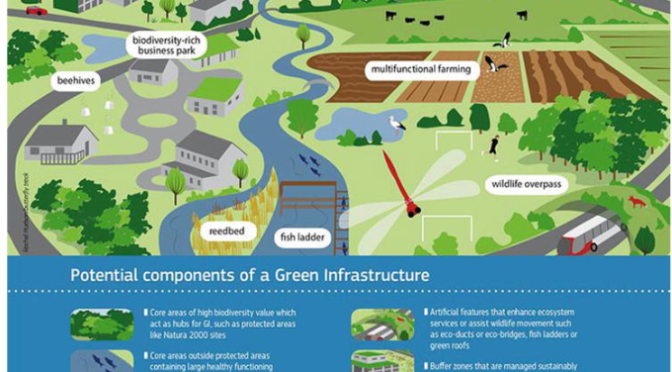 biodiversity-rich
business park
beehives
multifunctional farming
wildlife overpass
reedbed
fish ladder
Potential components of a Green Infrastructure
Core areas of high biodiversity value which
act as hubs for GI, such as protected areas
like Natura 2000 sites
Core areas outside protected areas
containing large healthy functioning
Artificial features that enhance ecosystem
services or assist wildlife movement such
as eco-ducts or eco-bridges, fish ladders or
green roofs
Buffer zones that are managed sustainably